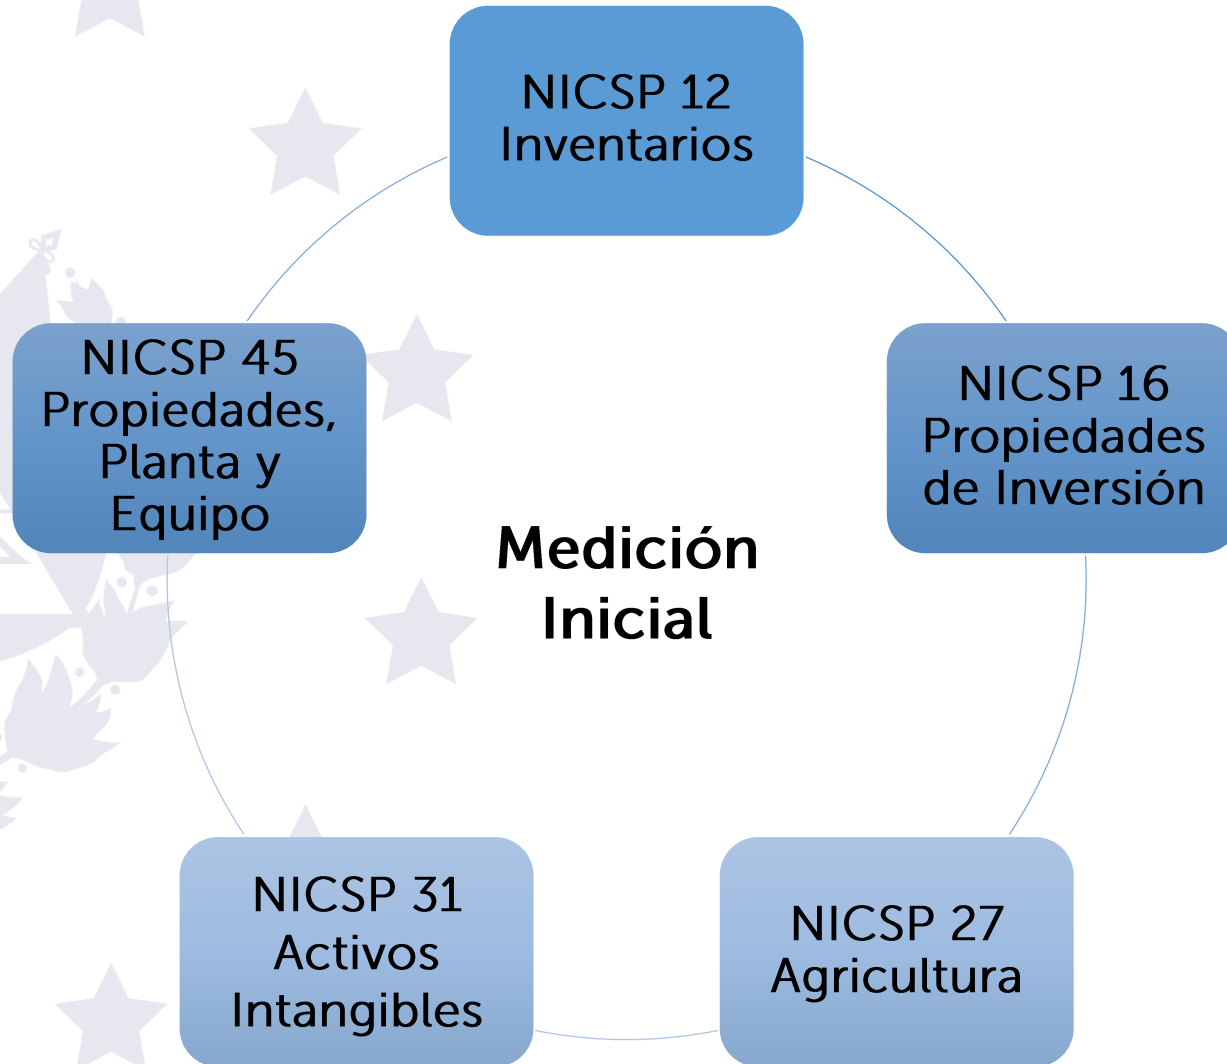 NICSP 12
Inventarios
NICSP 45
Propiedades,
Planta y
Equipo
NICSP 16
Propiedades
de Inversión
Medición
Inicial
NICSP 31
Activos
Intangibles
NICSP 27
Agricultura